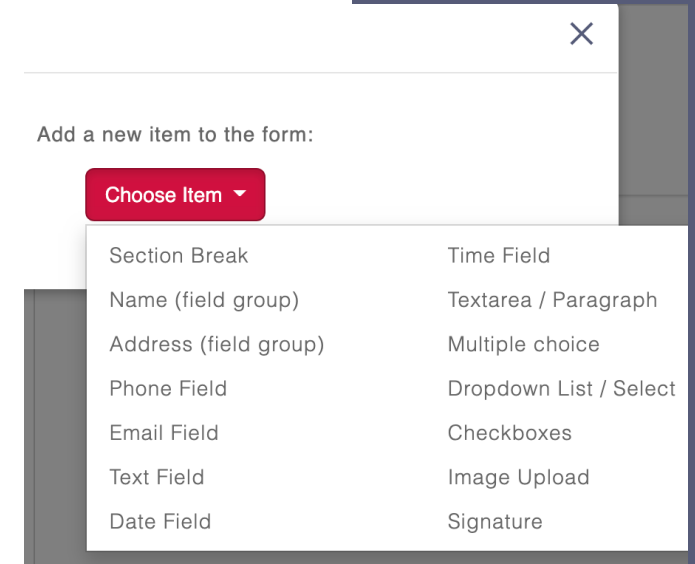 Add a new item to the form:
Choose Item
Section Break
Name (field group)
Address (field group)
Phone Field
Email Field
Text Field
Date Field
Time Field
Textarea / Paragraph
Multiple choice
Dropdown List / Select
Checkboxes
Image Upload
Signature